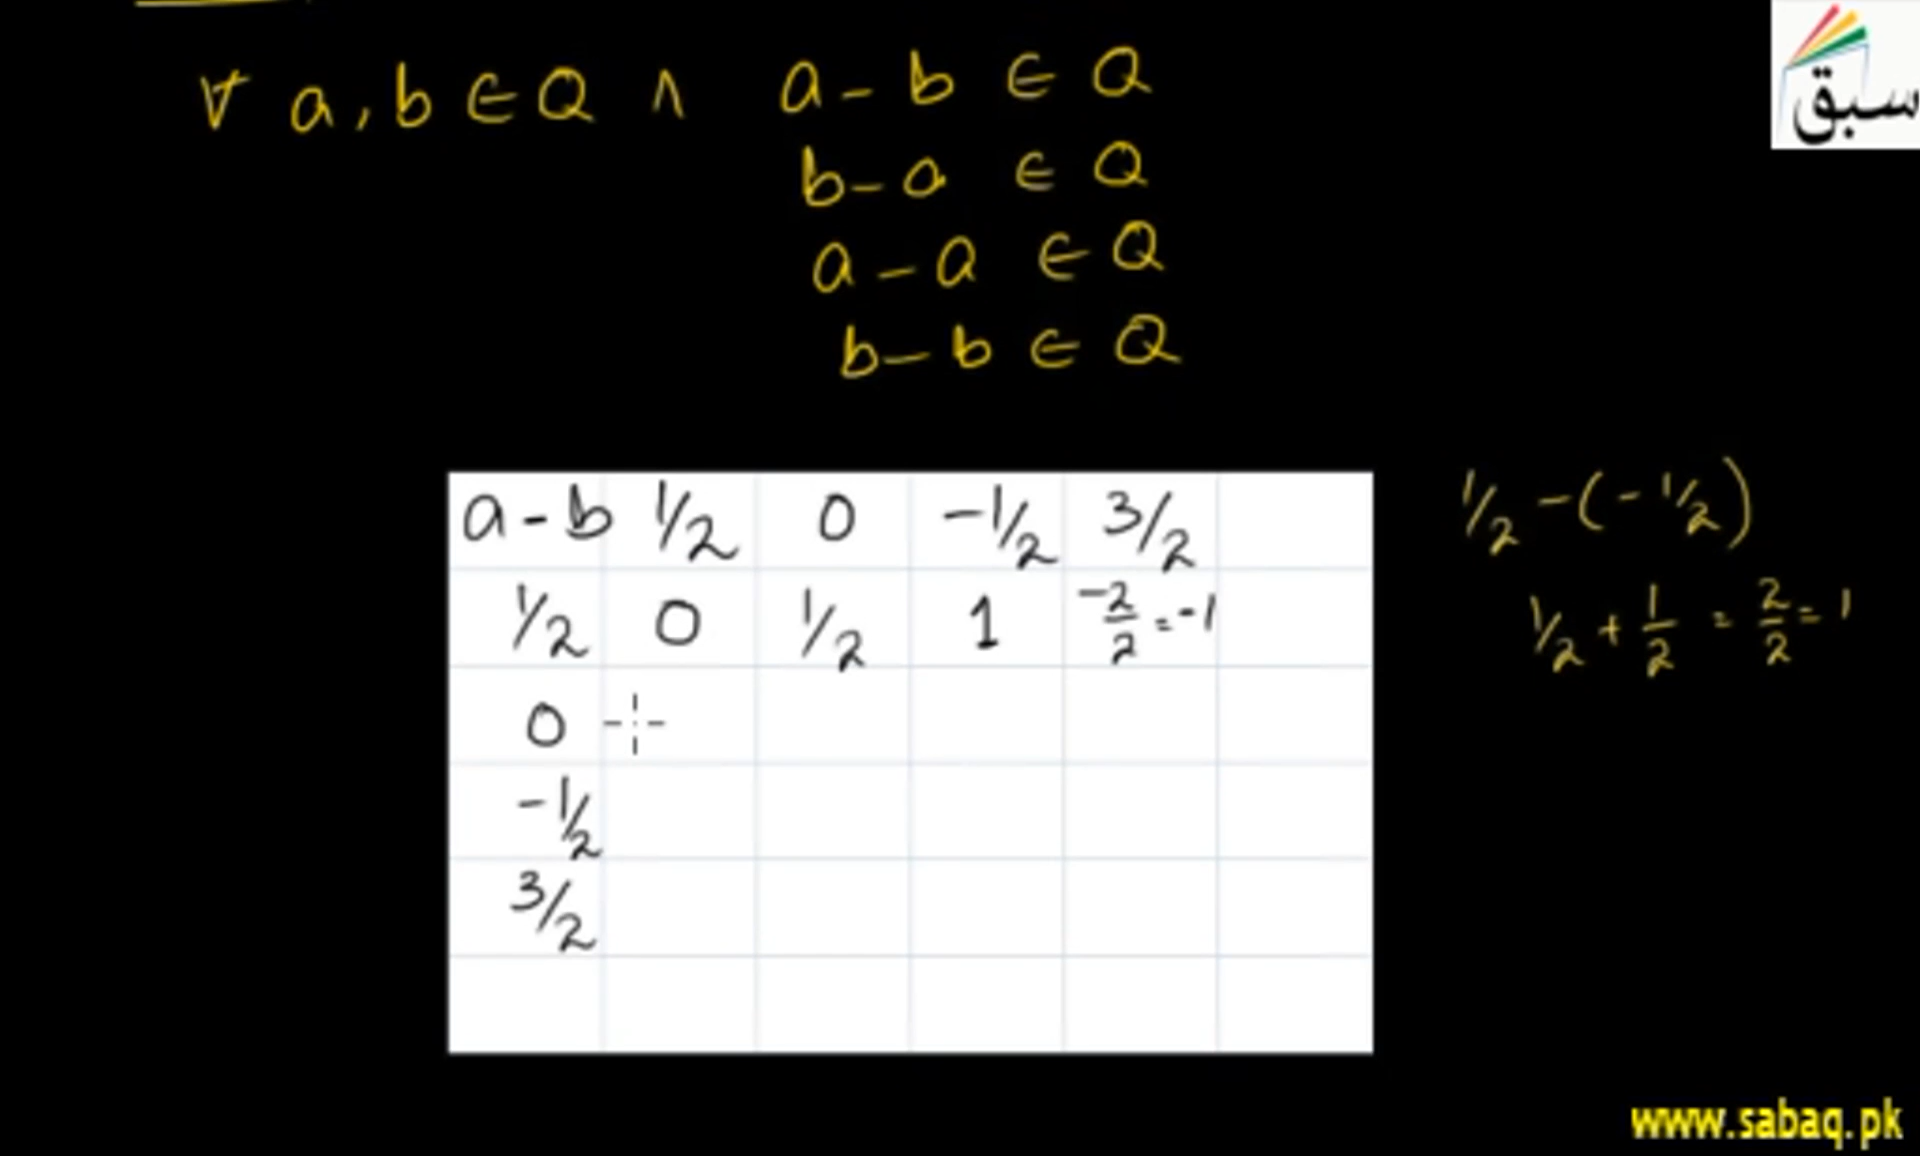 سبق
∀ a, b ∈ Q ∧ a - b ∈ Q
b - a ∈ Q
a - a ∈ Q
b - b ∈ Q
a - b 1/2 0 -1/2 3/2
1/2 0 1/2 1 -2/2 = -1
0
-1/2
3/2
1/2 - (- 1/2)
1/2 + 1/2 = 2/2 = 1
www.sabaq.pk